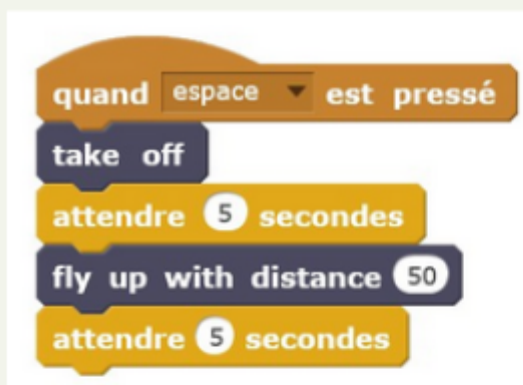 quand espace est pressé
take off
attendre 5 secondes
fly up with distance 50
attendre 5 secondes